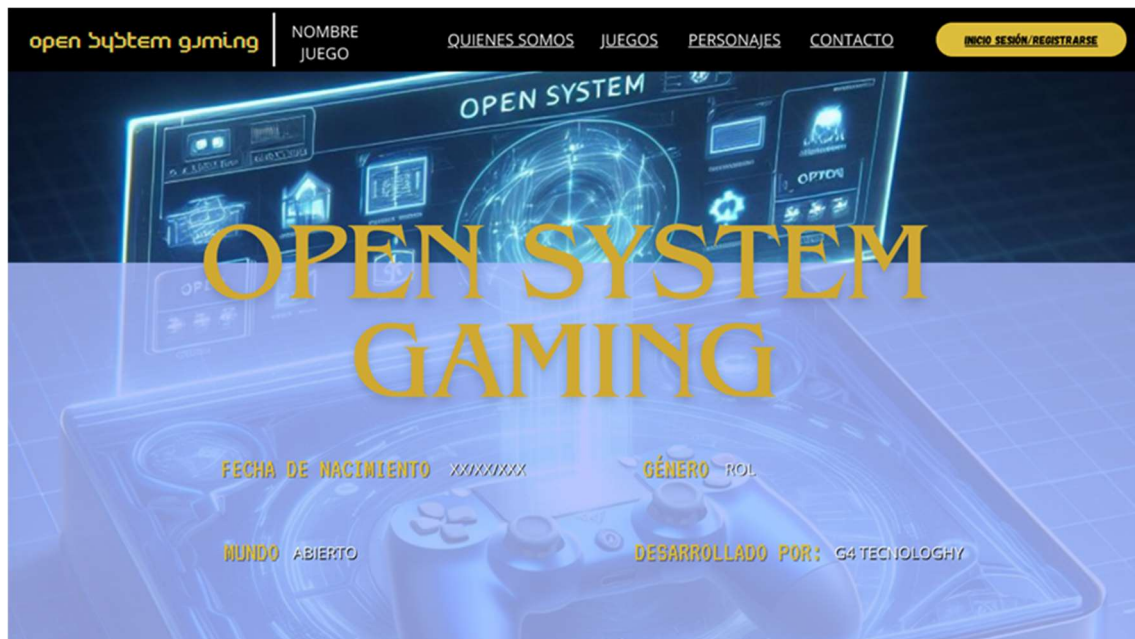 open system gaming
NOMBRE
JUEGO
QUIENES SOMOS
JUEGOS
PERSONAJES
CONTACTO
INICIO SESIÓN/REGISTRARSE
OPEN SYSTEM
OPTON
OPEN SYSTEM
GAMING
FECHA DE NACIMIENTO XX/XX/XXX
GÉNERO ROL
MUNDO ABIERTO
DESARROLLADO POR: G4 TECNOLOGHY